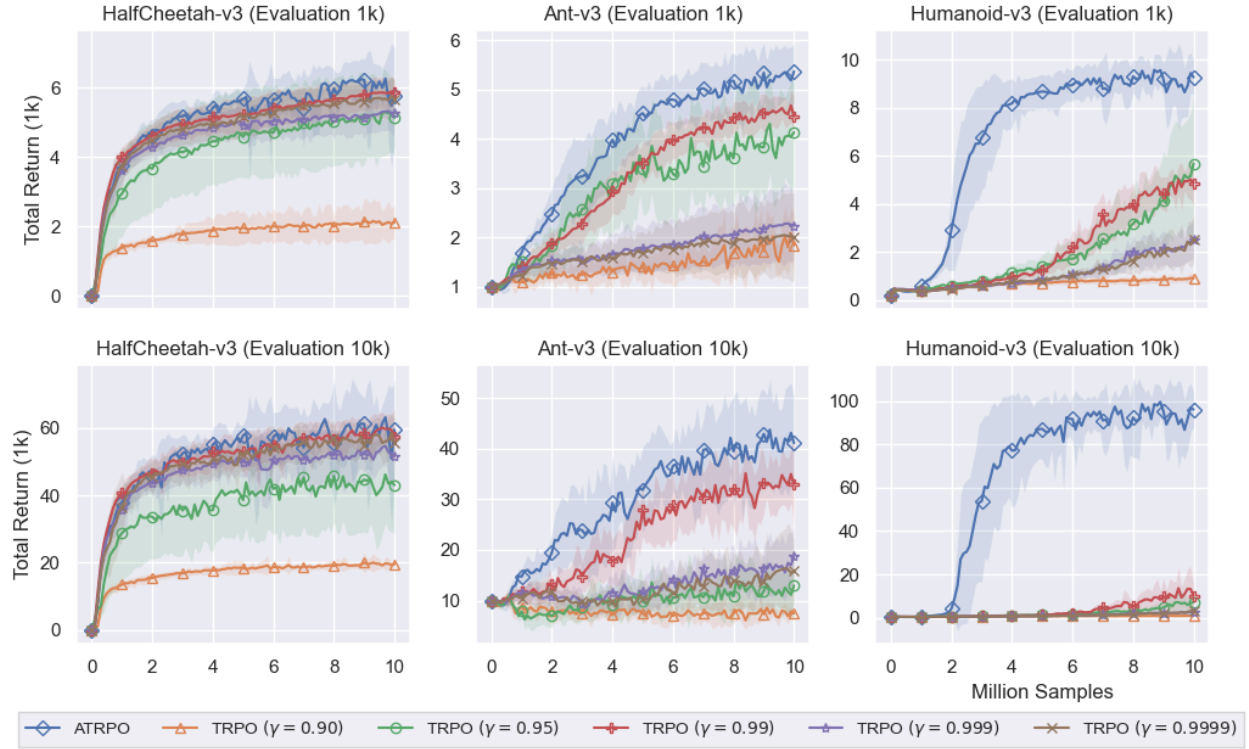 HalfCheetah-v3 (Evaluation 1k)
Ant-v3 (Evaluation 1k)
Humanoid-v3 (Evaluation 1k)
Total Return (1k)
6
4
2
0
6
5
4
3
2
1
10
8
6
4
2
0
HalfCheetah-v3 (Evaluation 10k)
Ant-v3 (Evaluation 10k)
Humanoid-v3 (Evaluation 10k)
Total Return (1k)
60
40
20
0
50
40
30
20
10
100
80
60
40
20
0
0 2 4 6 8 10
0 2 4 6 8 10
0 2 4 6 8 10
Million Samples
ATRPO
TRPO (γ = 0.90)
TRPO (γ = 0.95)
TRPO (γ = 0.99)
TRPO (γ = 0.999)
TRPO (γ = 0.9999)